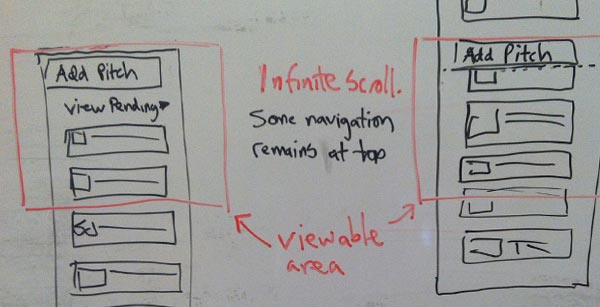 Add Pitch
View Pending
Infinite Scroll.
Some navigation
remains at top
viewable
area
Add Pitch